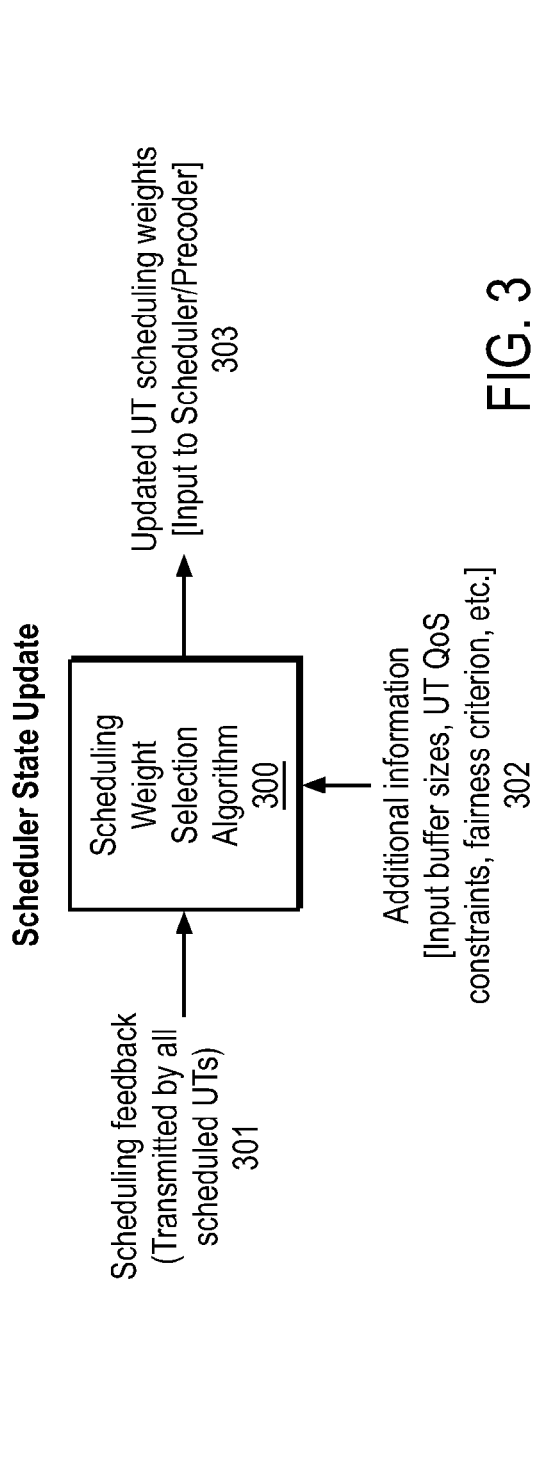 Scheduler State Update
Scheduling feedback
(Transmitted by all
scheduled UTs)
301
Scheduling
Weight
Selection
Algorithm
300
Updated UT scheduling weights
[Input to Scheduler/Precoder]
303
Additional information
[Input buffer sizes, UT QoS
constraints, fairness criterion, etc.]
302
FIG. 3